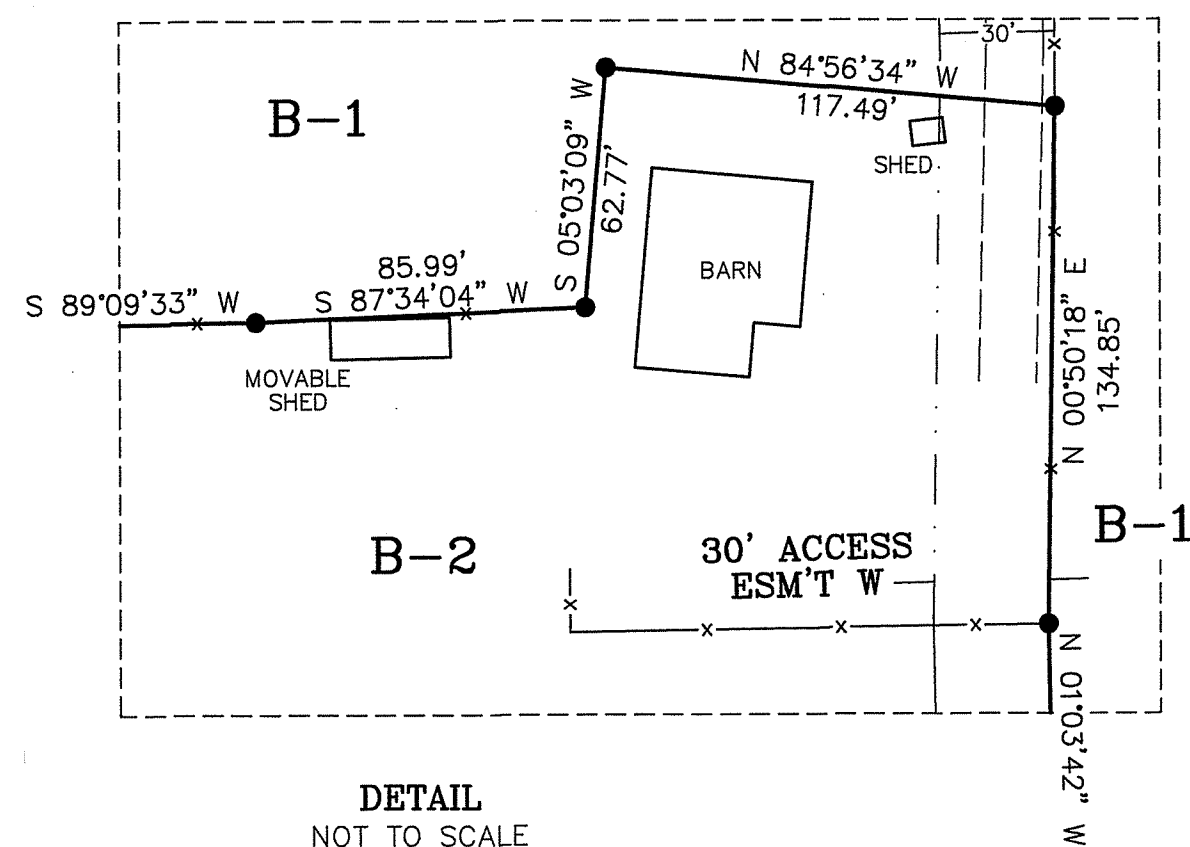 30'
N 84°56'34" W
117.49'
B-1
SHED
S 05°03'09" W
62.77'
BARN
85.99'
S 89°09'33" W
S 87°34'04" W
MOVABLE
SHED
N 00°50'18" E
134.85'
B-1
B-2
30' ACCESS
ESM'T W
N 01°03'42" W
DETAIL
NOT TO SCALE